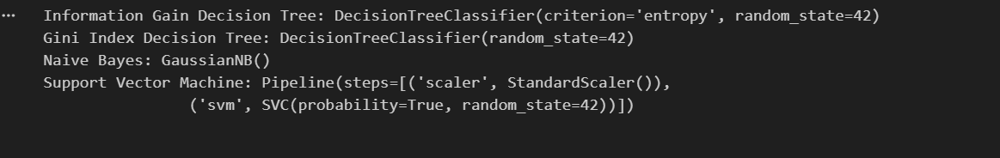 ...
Information Gain Decision Tree: DecisionTreeClassifier(criterion='entropy', random_state=42)
Gini Index Decision Tree: DecisionTreeClassifier(random_state=42)
Naive Bayes: GaussianNB()
Support Vector Machine: Pipeline(steps=[('scaler', StandardScaler()),
('svm', SVC(probability=True, random_state=42))])